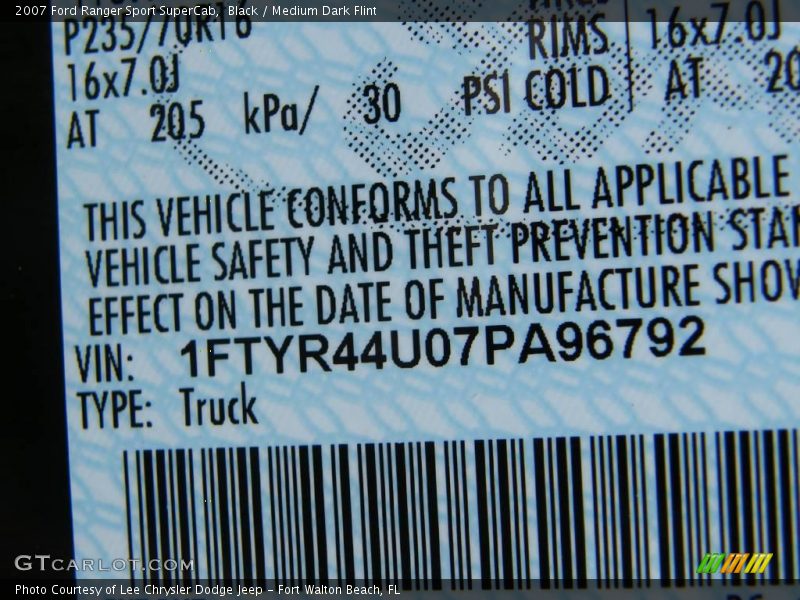 2007 Ford Ranger Sport SuperCab, Black / Medium Dark Flint
P235/70R16 RIMS 16x7.0J
16x7.0J
AT 205 kPa/ 30 PSI COLD AT 20
THIS VEHICLE CONFORMS TO ALL APPLICABLE
VEHICLE SAFETY AND THEFT PREVENTION STAN
EFFECT ON THE DATE OF MANUFACTURE SHOW
VIN: 1FTYR44U07PA96792
TYPE: Truck
GTCARLOT.COM
Photo Courtesy of Lee Chrysler Dodge Jeep – Fort Walton Beach, FL